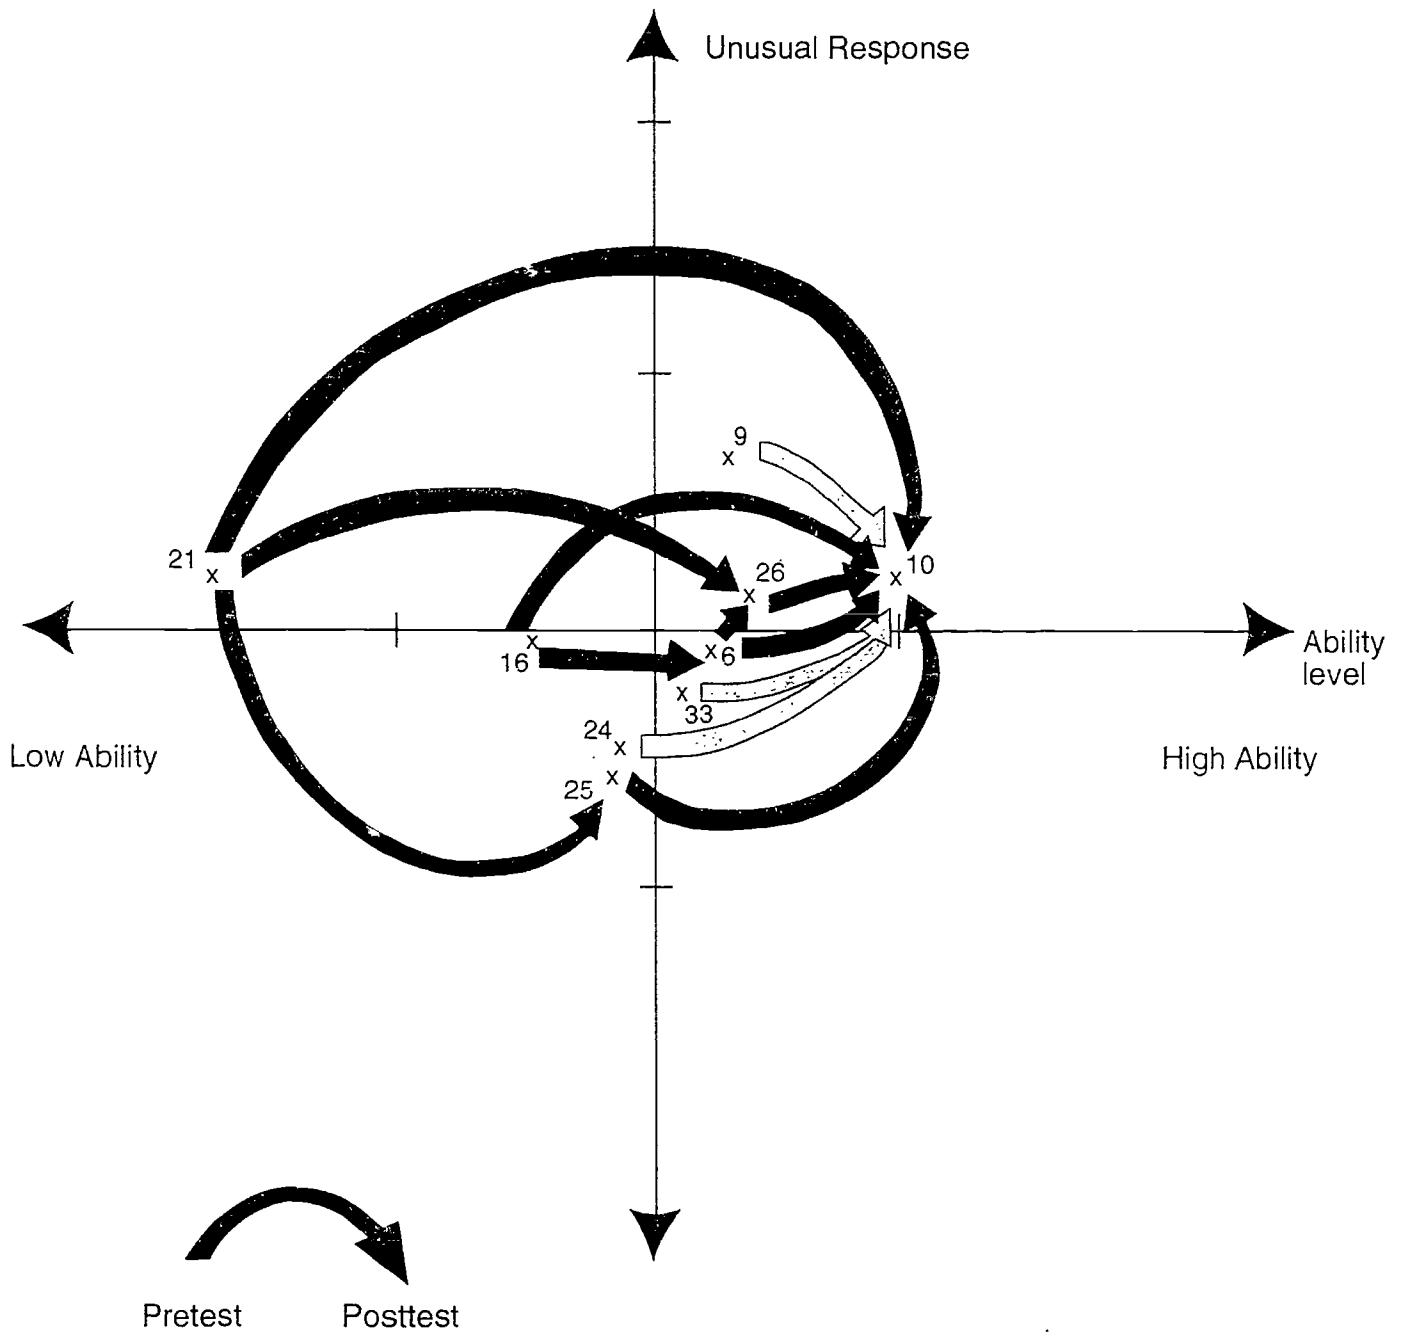 Unusual Response
x 9
21 x
x 26
x 10
x
16
x 6
x
33
Ability
level
24 x
x
25
Low Ability
High Ability
Pretest
Posttest